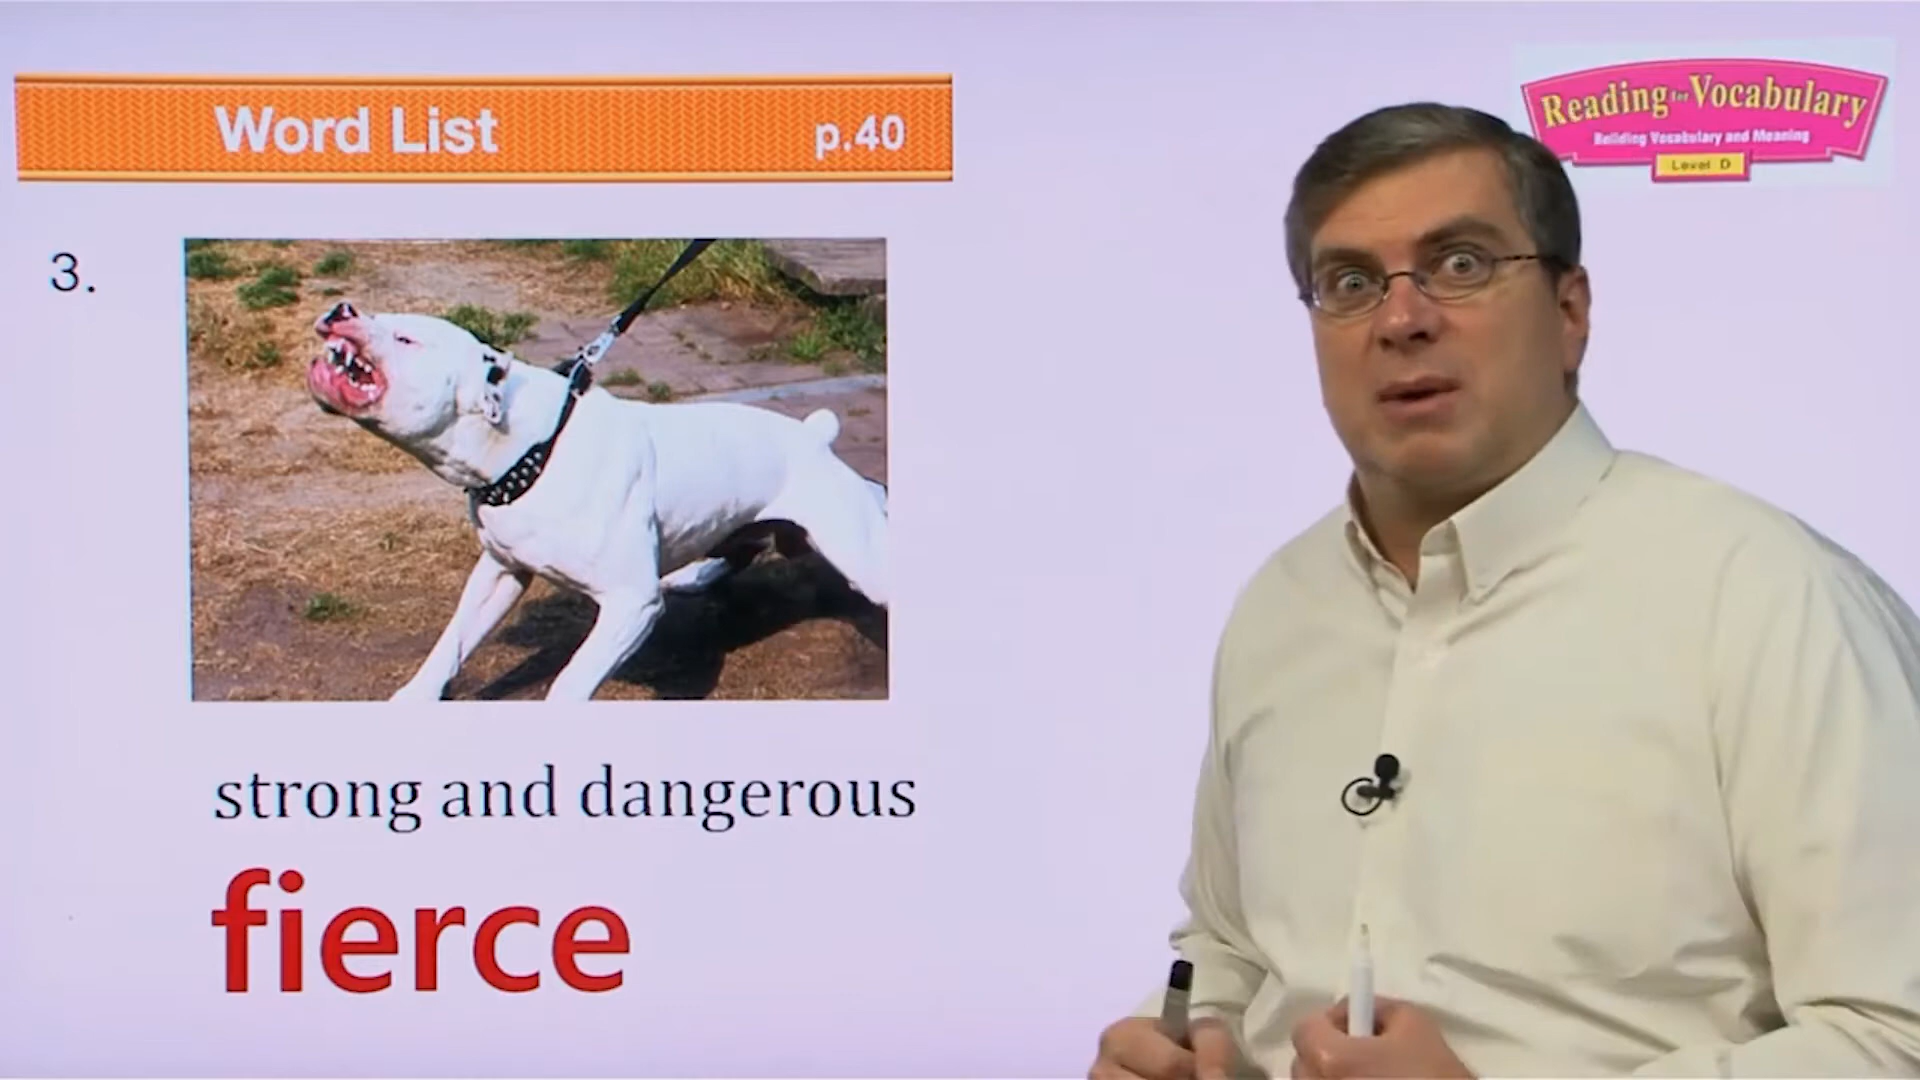 Word List p.40
Reading for Vocabulary
Building Vocabulary and Meaning
Level D
3.
strong and dangerous
fierce